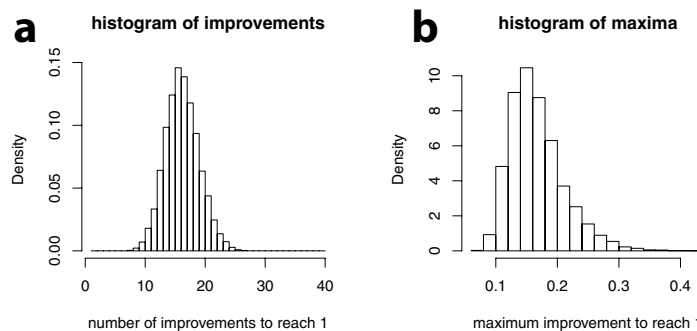 a
histogram of improvements
Density
0.00
0.05
0.10
0.15
0
10
20
30
40
number of improvements to reach 1
b
histogram of maxima
Density
0
2
4
6
8
10
0.1
0.2
0.3
0.4
maximum improvement to reach 1